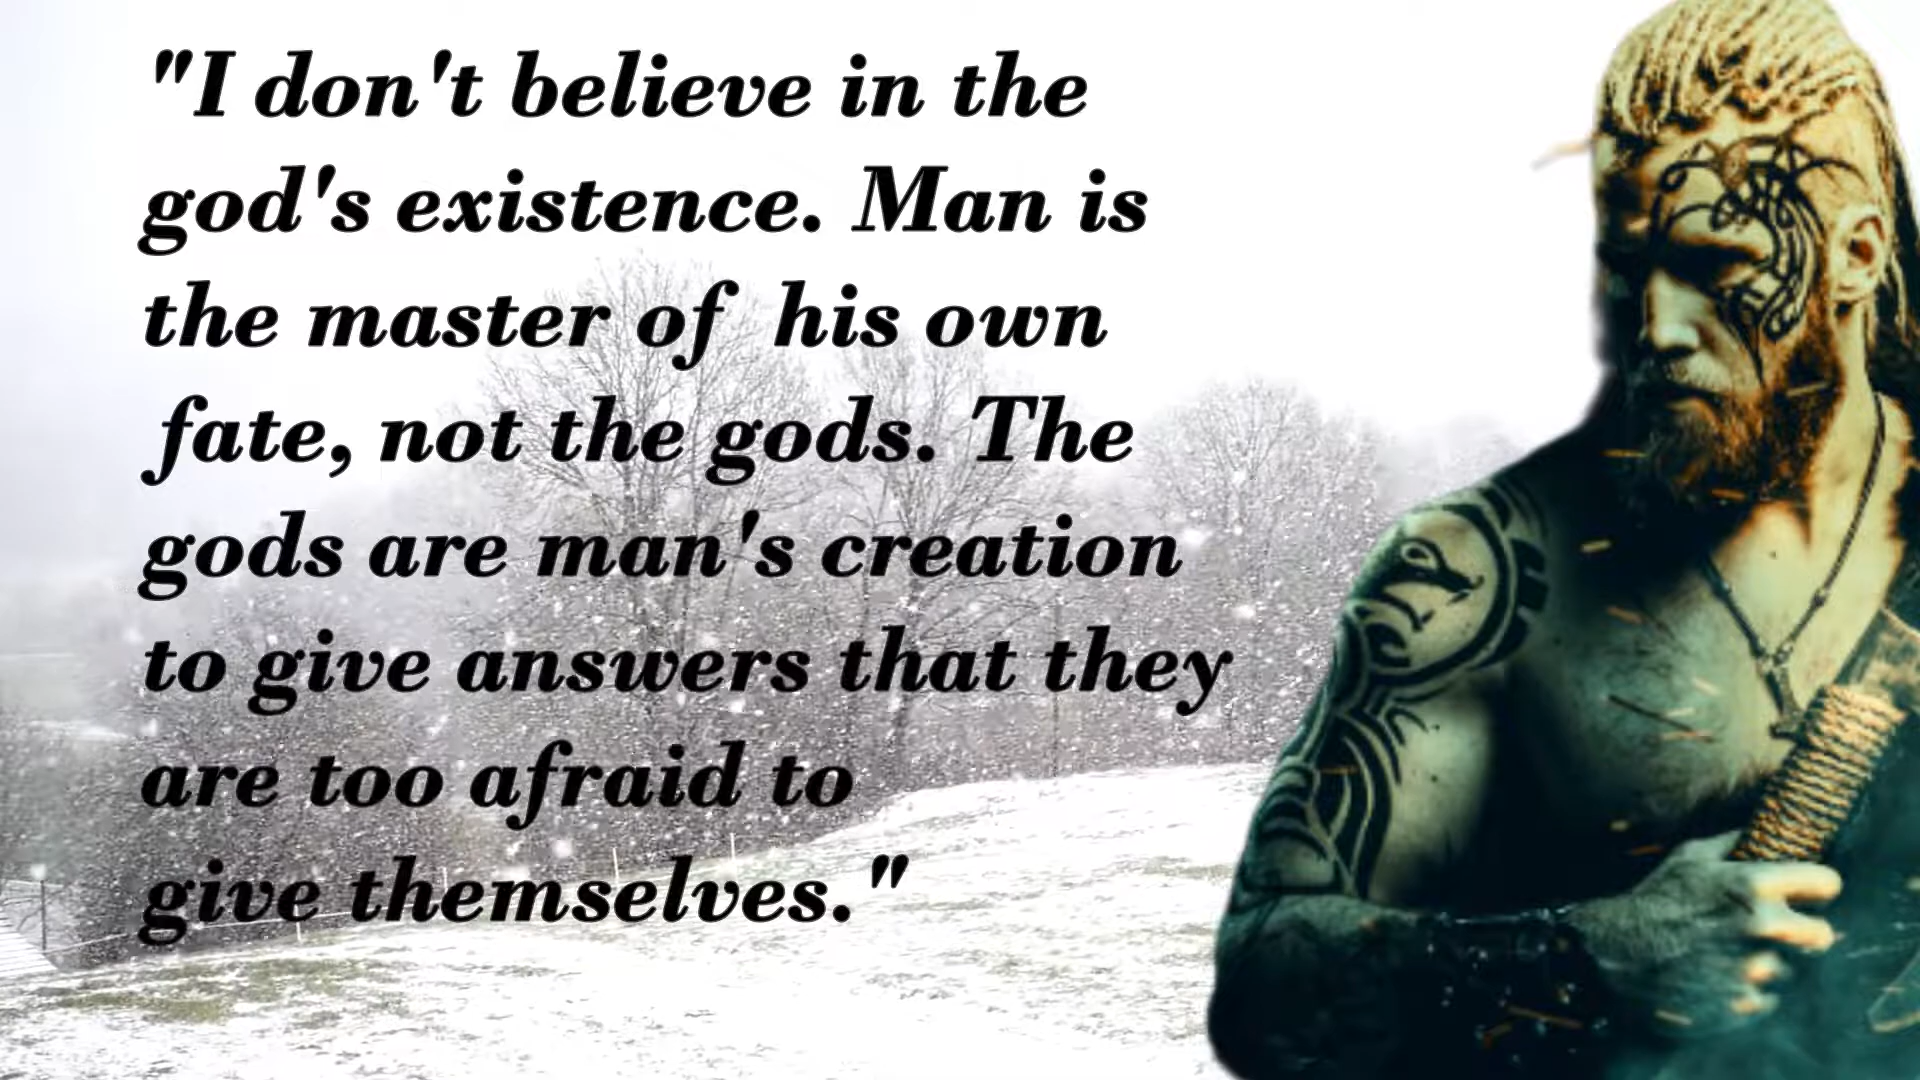 "I don't believe in the
god's existence. Man is
the master of  his own
fate, not the gods. The
gods are man's creation
to give answers that they
are too afraid to
give themselves."